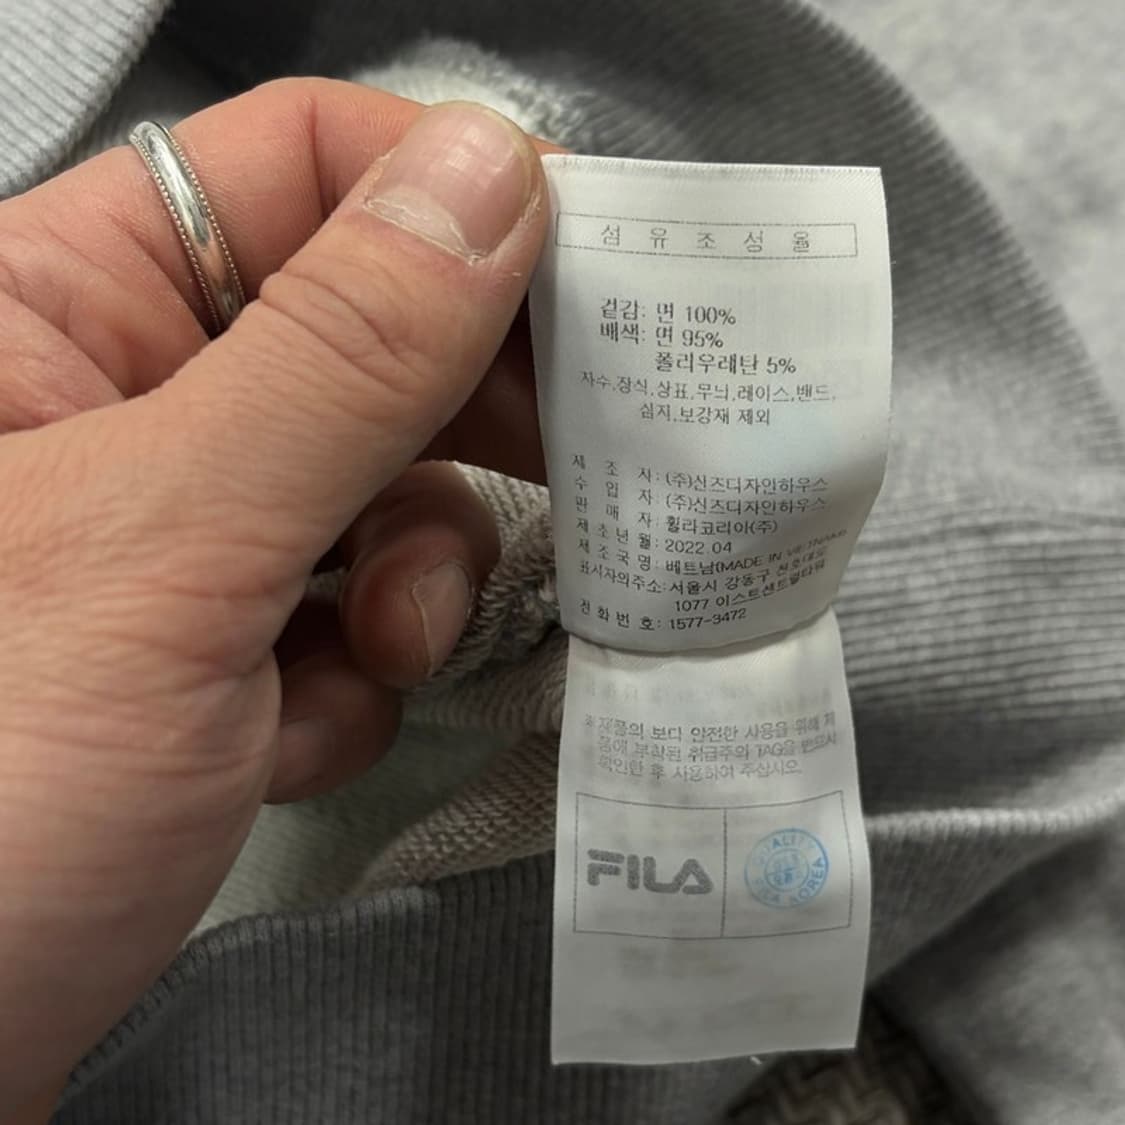 섬 유 조 성 율
겉감: 면 100%
배색: 면 95%
폴리우레탄 5%
자수,장식,상표,무늬,레이스,밴드,
심지,보강재 제외
제 조 자: (주)신즈디자인하우스
수 입 자: (주)신즈디자인하우스
판 매 자: 휠라코리아(주)
제조년월: 2022.04
제조국명: 베트남(MADE IN VIETNAM)
표시자의주소: 서울시 강동구 천호대로
1077 이스트센트럴타워
전화번호: 1577-3472
※제품의 보다 안전한 사용을 위해 제
품에 부착된 취급주의 TAG을 반드시
확인한 후 사용하여 주십시오.
FILA
QUALITY
FILA KOREA